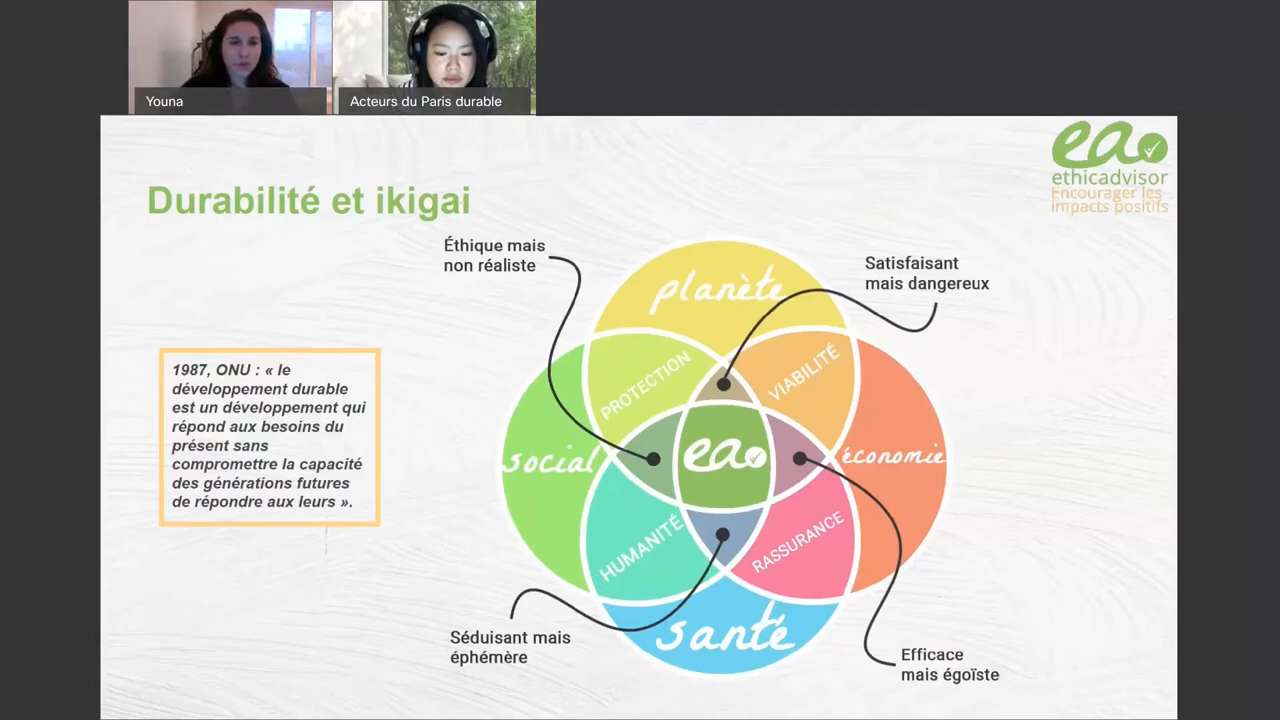 Youna
Acteurs du Paris durable
ea
ethicadvisor
Encourager les
impacts positifs
Durabilité et ikigai
Éthique mais
non réaliste
Satisfaisant
mais dangereux
planète
PROTECTION
VIABILITÉ
1987, ONU : « le
développement durable
est un développement qui
répond aux besoins du
présent sans
compromettre la capacité
des générations futures
de répondre aux leurs ».
social
ea
économie
HUMANITÉ
RASSURANCE
santé
Séduisant mais
éphémère
Efficace
mais égoïste